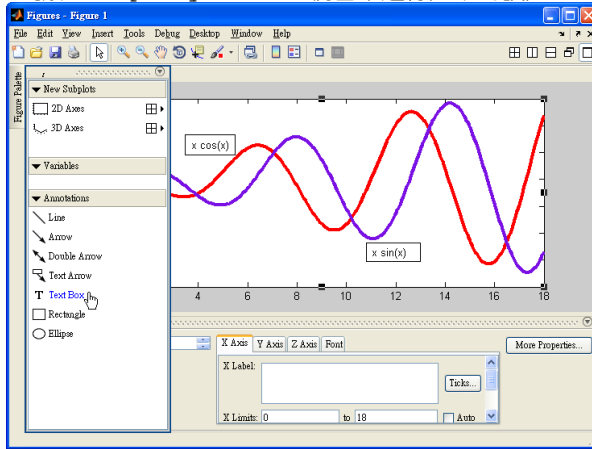 Figures - Figure 1
File Edit View Insert Tools Debug Desktop Window Help
Figure Palette
New Subplots
2D Axes
3D Axes
Variables
Annotations
Line
Arrow
Double Arrow
Text Arrow
T Text Box
Rectangle
Ellipse
x cos(x)
x sin(x)
4 6 8 10 12 14 16 18
X Axis Y Axis Z Axis Font
More Properties...
X Label:
Ticks...
X Limits: 0 to 18 Auto